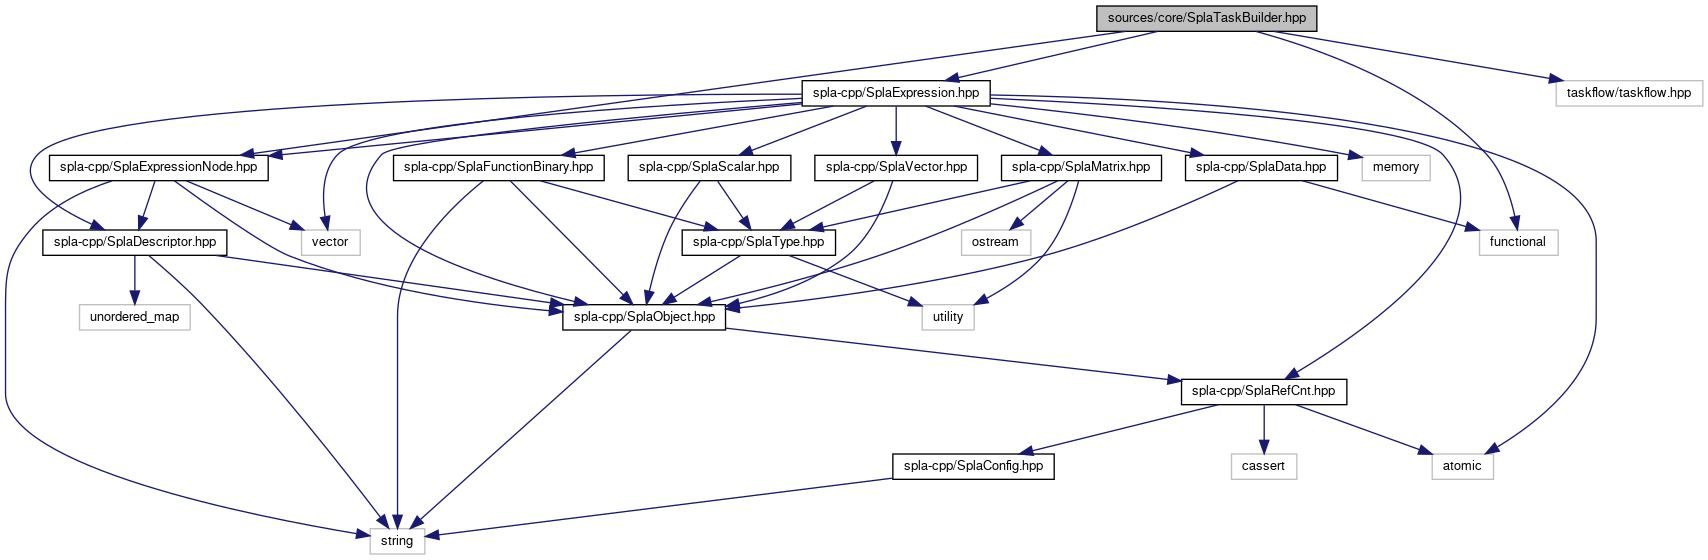 sources/core/SplaTaskBuilder.hpp
spla-cpp/SplaExpression.hpp
taskflow/taskflow.hpp
spla-cpp/SplaExpressionNode.hpp
spla-cpp/SplaFunctionBinary.hpp
spla-cpp/SplaScalar.hpp
spla-cpp/SplaVector.hpp
spla-cpp/SplaMatrix.hpp
spla-cpp/SplaData.hpp
memory
spla-cpp/SplaDescriptor.hpp
vector
spla-cpp/SplaType.hpp
ostream
functional
unordered_map
spla-cpp/SplaObject.hpp
utility
spla-cpp/SplaRefCnt.hpp
spla-cpp/SplaConfig.hpp
cassert
atomic
string